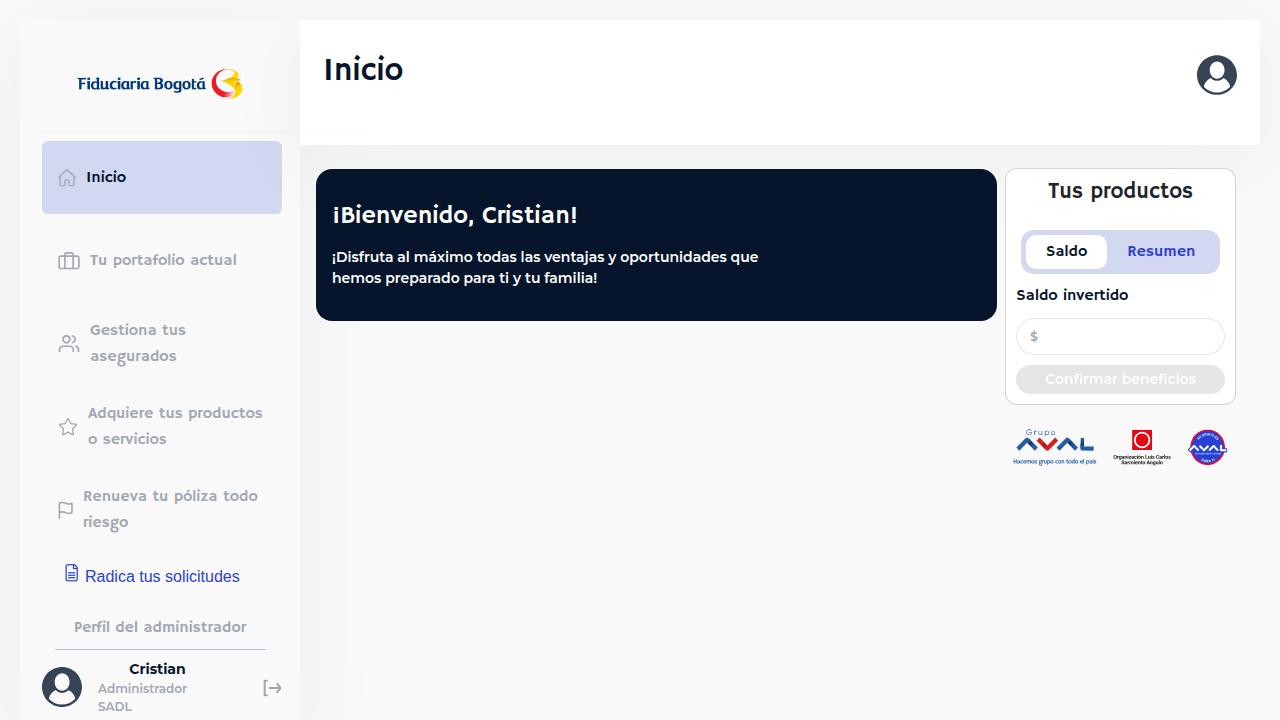 Fiduciaria Bogotá
Inicio
Tu portafolio actual
Gestiona tus
asegurados
Adquiere tus productos
o servicios
Renueva tu póliza todo
riesgo
Radica tus solicitudes
Perfil del administrador
Cristian
Administrador
SADL
Inicio
¡Bienvenido, Cristian!
¡Disfruta al máximo todas las ventajas y oportunidades que
hemos preparado para ti y tu familia!
Tus productos
Saldo Resumen
Saldo invertido
$
Confirmar beneficios
Grupo
AVAL
Hacemos grupo con todo el país
Organización Luis Carlos
Sarmiento Angulo
AVAL